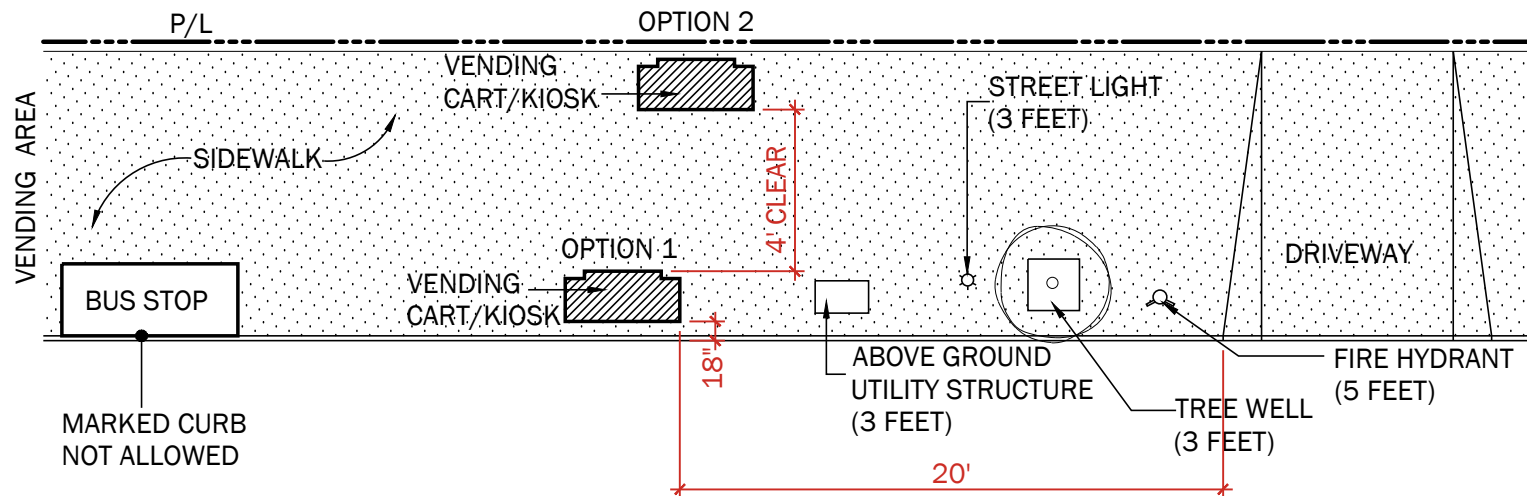 P/L
OPTION 2
VENDING
CART/KIOSK
STREET LIGHT
(3 FEET)
VENDING AREA
SIDEWALK
4' CLEAR
OPTION 1
DRIVEWAY
BUS STOP
VENDING
CART/KIOSK
18"
ABOVE GROUND
UTILITY STRUCTURE
(3 FEET)
FIRE HYDRANT
(5 FEET)
TREE WELL
(3 FEET)
MARKED CURB
NOT ALLOWED
20'